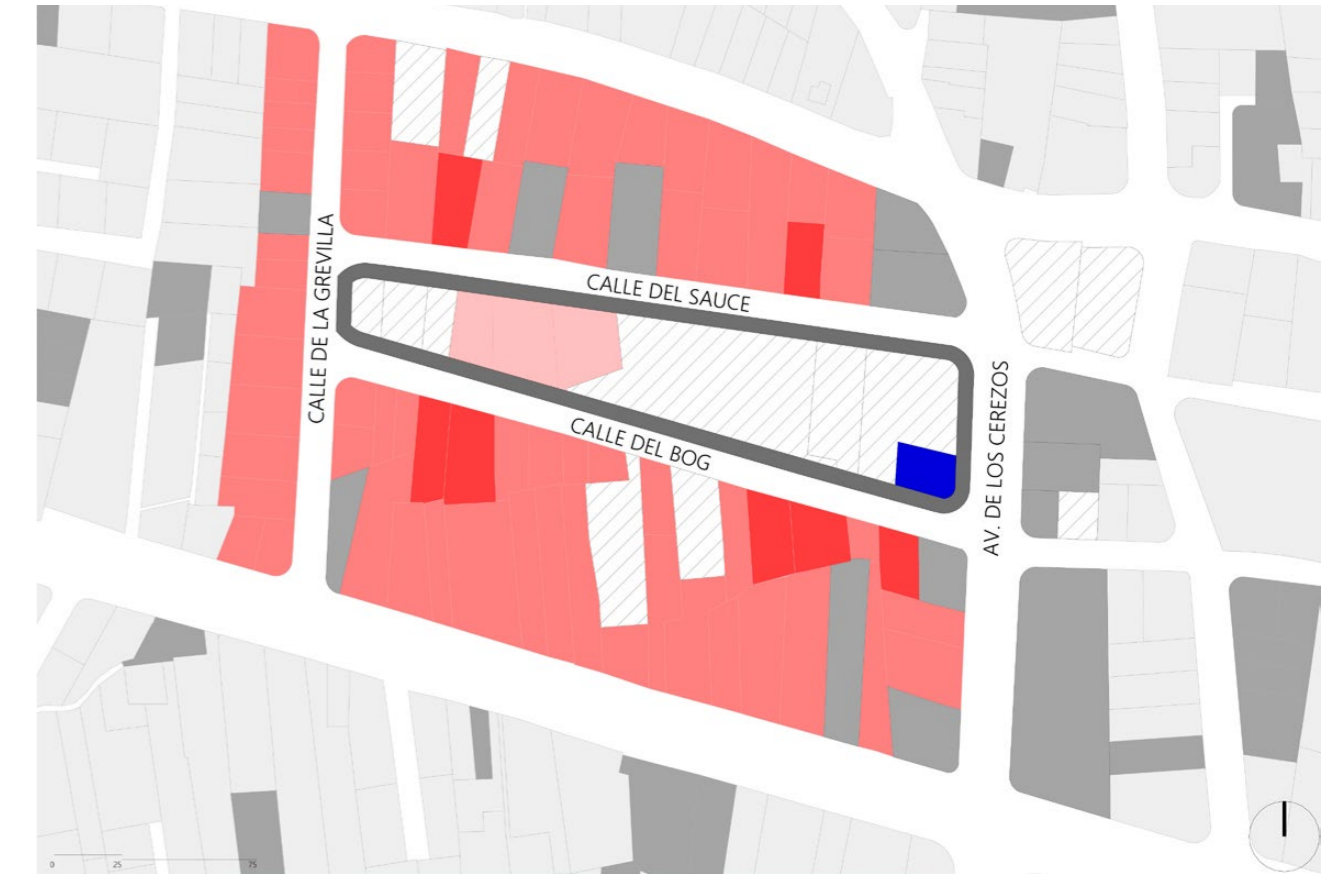 CALLE DE LA GREVILLA
CALLE DEL SAUCE
CALLE DEL BOG
AV. DE LOS CEREZOS
0 25 75